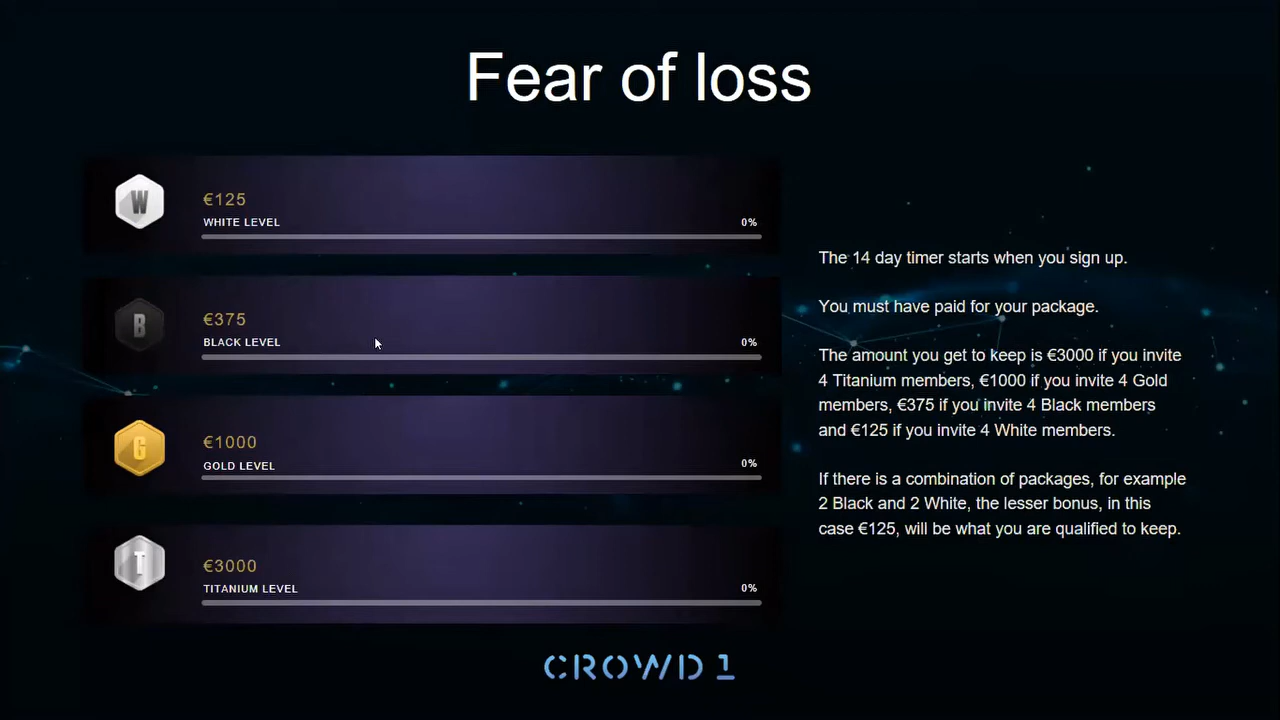 Fear of loss
W
€125
WHITE LEVEL
0%
B
€375
BLACK LEVEL
0%
G
€1000
GOLD LEVEL
0%
T
€3000
TITANIUM LEVEL
0%
The 14 day timer starts when you sign up.
You must have paid for your package.
The amount you get to keep is €3000 if you invite
4 Titanium members, €1000 if you invite 4 Gold
members, €375 if you invite 4 Black members
and €125 if you invite 4 White members.
If there is a combination of packages, for example
2 Black and 2 White, the lesser bonus, in this
case €125, will be what you are qualified to keep.
CROWD 1